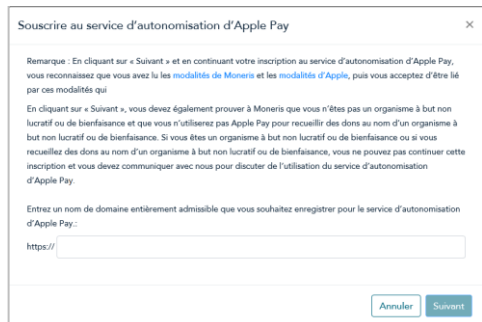 Souscrire au service d'autonomisation d'Apple Pay ×
Remarque : En cliquant sur « Suivant » et en continuant votre inscription au service d'autonomisation d'Apple Pay,
vous reconnaissez que vous avez lu les modalités de Moneris et les modalités d'Apple, puis vous acceptez d'être lié
par ces modalités qui
En cliquant sur « Suivant », vous devez également prouver à Moneris que vous n'êtes pas un organisme à but non
lucratif ou de bienfaisance et que vous n'utiliserez pas Apple Pay pour recueillir des dons au nom d'un organisme à
but non lucratif ou de bienfaisance. Si vous êtes un organisme à but non lucratif ou de bienfaisance ou si vous
recueillez des dons au nom d'un organisme à but non lucratif ou de bienfaisance, vous ne pouvez pas continuer cette
inscription et vous devez communiquer avec nous pour discuter de l'utilisation du service d'autonomisation
d'Apple Pay.
Entrez un nom de domaine entièrement admissible que vous souhaitez enregistrer pour le service d'autonomisation
d'Apple Pay.:
https://
Annuler Suivant